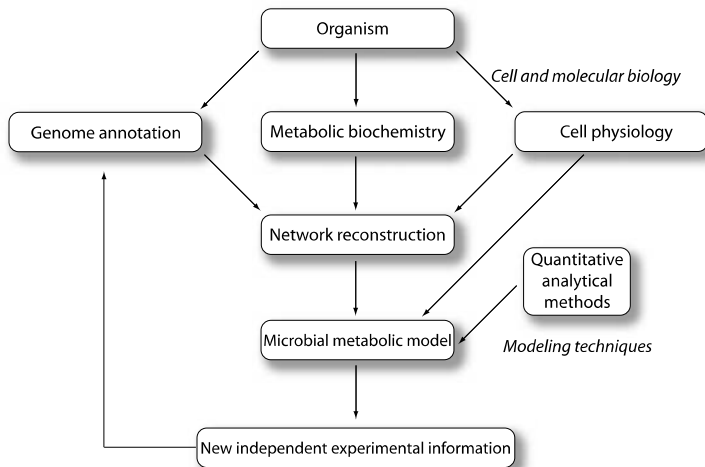 Organism
Cell and molecular biology
Genome annotation
Metabolic biochemistry
Cell physiology
Network reconstruction
Quantitative
analytical
methods
Microbial metabolic model
Modeling techniques
New independent experimental information